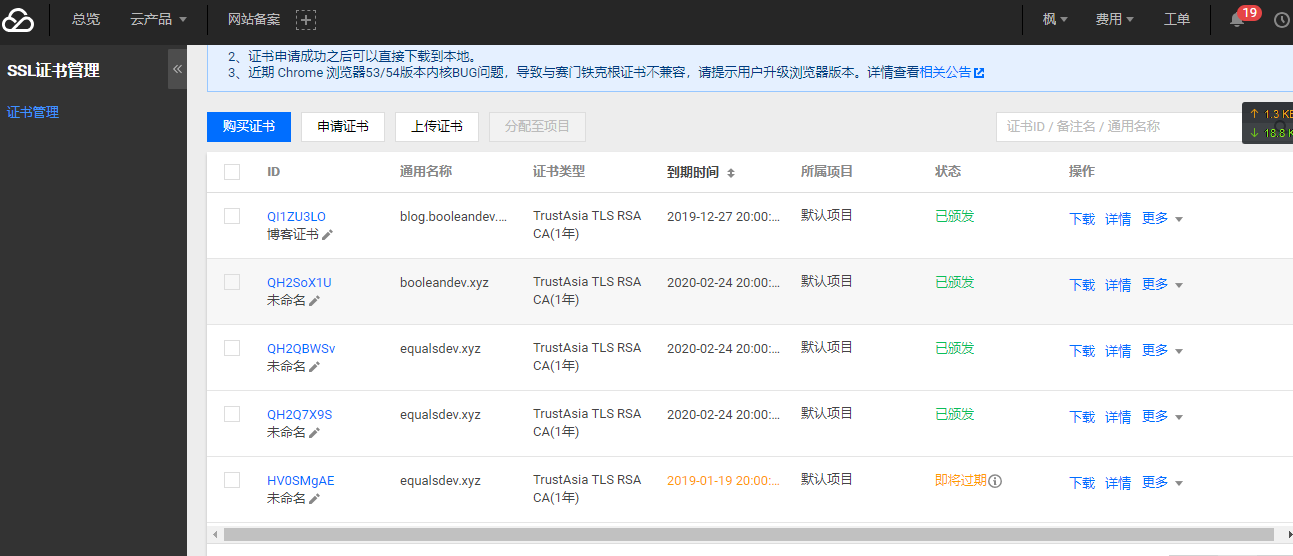 总览 云产品 网站备案 枫 费用 工单 19
SSL证书管理
证书管理
2、证书申请成功之后可以直接下载到本地。
3、近期 Chrome 浏览器53/54版本内核BUG问题，导致与赛门铁克根证书不兼容，请提示用户升级浏览器版本。详情查看相关公告
购买证书 申请证书 上传证书 分配至项目 证书ID / 备注名 / 通用名称
↑ 1.3 KB
↓ 18.8 K
ID 通用名称 证书类型 到期时间 所属项目 状态 操作
QI1ZU3LO blog.booleandev.... TrustAsia TLS RSA 2019-12-27 20:00:... 默认项目 已颁发 下载 详情 更多
博客证书 CA(1年)
QH2SoX1U booleandev.xyz TrustAsia TLS RSA 2020-02-24 20:00:... 默认项目 已颁发 下载 详情 更多
未命名 CA(1年)
QH2QBWSv equalsdev.xyz TrustAsia TLS RSA 2020-02-24 20:00:... 默认项目 已颁发 下载 详情 更多
未命名 CA(1年)
QH2Q7X9S equalsdev.xyz TrustAsia TLS RSA 2020-02-24 20:00:... 默认项目 已颁发 下载 详情 更多
未命名 CA(1年)
HV0SMgAE equalsdev.xyz TrustAsia TLS RSA 2019-01-19 20:00:... 默认项目 即将过期 下载 详情 更多
未命名 CA(1年)